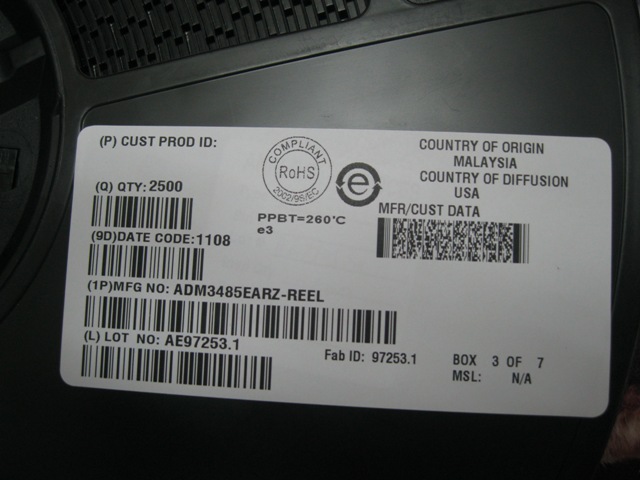 (P) CUST PROD ID:
COMPLIANT
RoHS
2002/95/EC
e
COUNTRY OF ORIGIN
MALAYSIA
COUNTRY OF DIFFUSION
USA
(Q) QTY: 2500
PPBT=260°C
e3
MFR/CUST DATA
(9D)DATE CODE:1108
(1P)MFG NO: ADM3485EARZ-REEL
(L) LOT NO: AE97253.1
Fab ID: 97253.1
BOX 3 OF 7
MSL: N/A